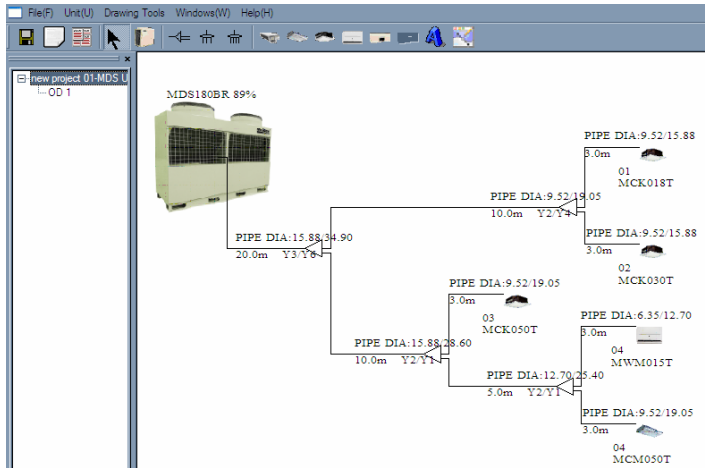 File(F) Unit(U) Drawing Tools Windows(W) Help(H)
new project 01-MDS U
OD 1
MDS180BR 89%
PIPE DIA:15.88/34.90
20.0m Y3/Y6
PIPE DIA:9.52/19.05
10.0m Y2/Y4
PIPE DIA:9.52/15.88
3.0m
01
MCK018T
PIPE DIA:9.52/15.88
3.0m
02
MCK030T
PIPE DIA:15.88/28.60
10.0m Y2/Y1
PIPE DIA:9.52/19.05
3.0m
03
MCK050T
PIPE DIA:12.70/25.40
5.0m Y2/Y1
PIPE DIA:6.35/12.70
3.0m
04
MWM015T
PIPE DIA:9.52/19.05
3.0m
04
MCM050T